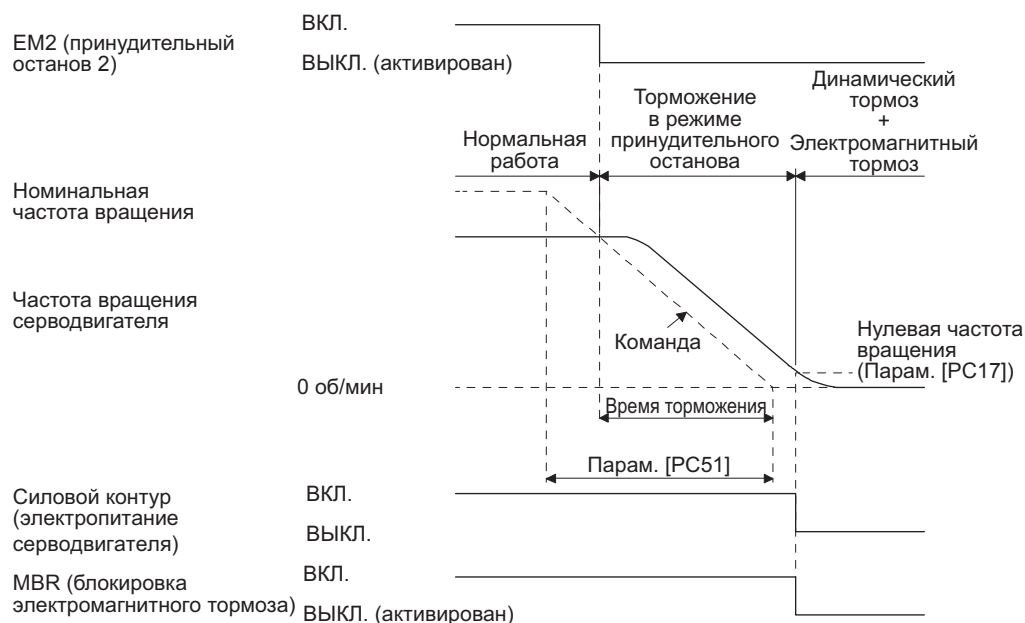 EM2 (принудительный
останов 2)
ВКЛ.
ВЫКЛ. (активирован)
Нормальная
работа
Торможение
в режиме
принудительного
останова
Динамический
тормоз
+
Электромагнитный
тормоз
Номинальная
частота вращения
Частота вращения
серводвигателя
0 об/мин
Команда
Нулевая частота
вращения
(Парам. [PC17])
Время торможения
Парам. [PC51]
Силовой контур
(электропитание
серводвигателя)
ВКЛ.
ВЫКЛ.
MBR (блокировка
электромагнитного тормоза)
ВКЛ.
ВЫКЛ. (активирован)